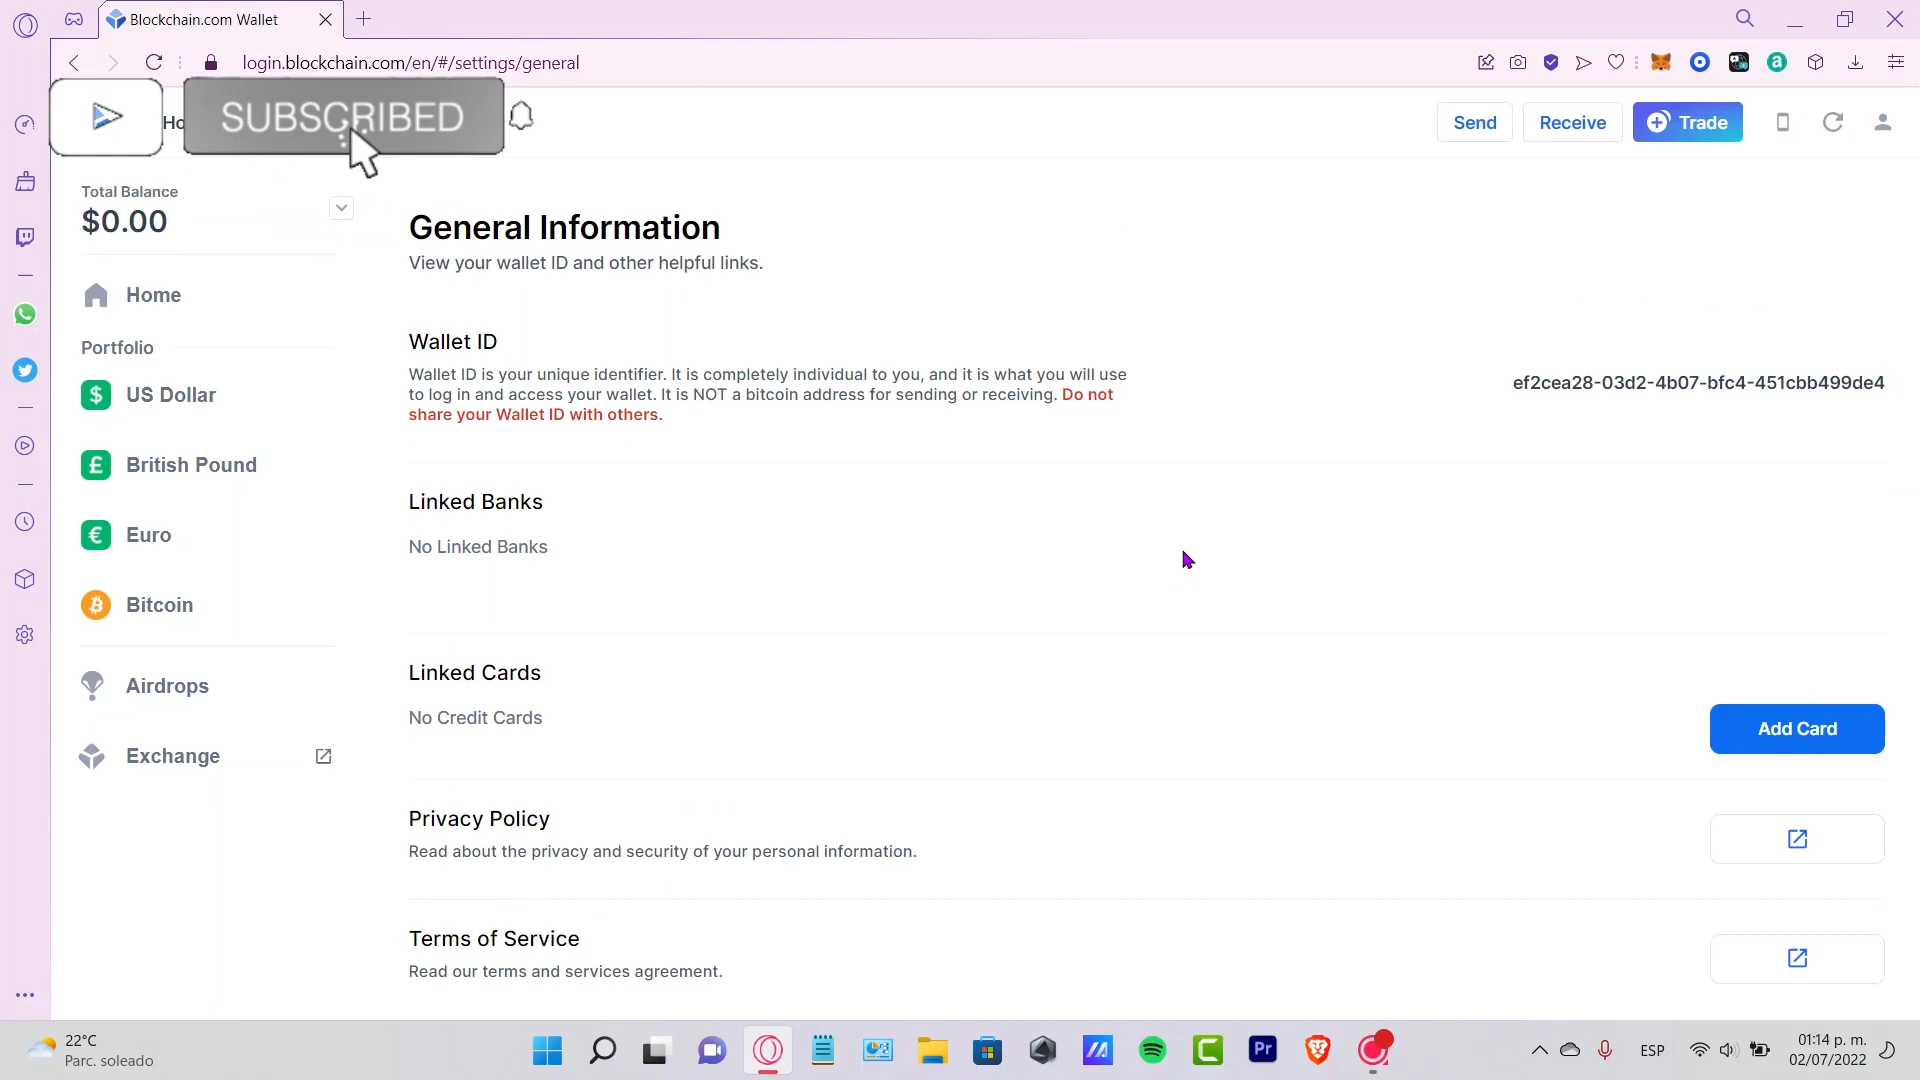 Blockchain.com Wallet
login.blockchain.com/en/#/settings/general
Ho
SUBSCRIBED
Send
Receive
Trade
Total Balance
$0.00
Home
Portfolio
US Dollar
British Pound
Euro
Bitcoin
Airdrops
Exchange
General Information
View your wallet ID and other helpful links.
Wallet ID
Wallet ID is your unique identifier. It is completely individual to you, and it is what you will use
to log in and access your wallet. It is NOT a bitcoin address for sending or receiving. Do not
share your Wallet ID with others.
ef2cea28-03d2-4b07-bfc4-451cbb499de4
Linked Banks
No Linked Banks
Linked Cards
No Credit Cards
Add Card
Privacy Policy
Read about the privacy and security of your personal information.
Terms of Service
Read our terms and services agreement.
22°C
Parc. soleado
Pr
ESP
01:14 p. m.
02/07/2022